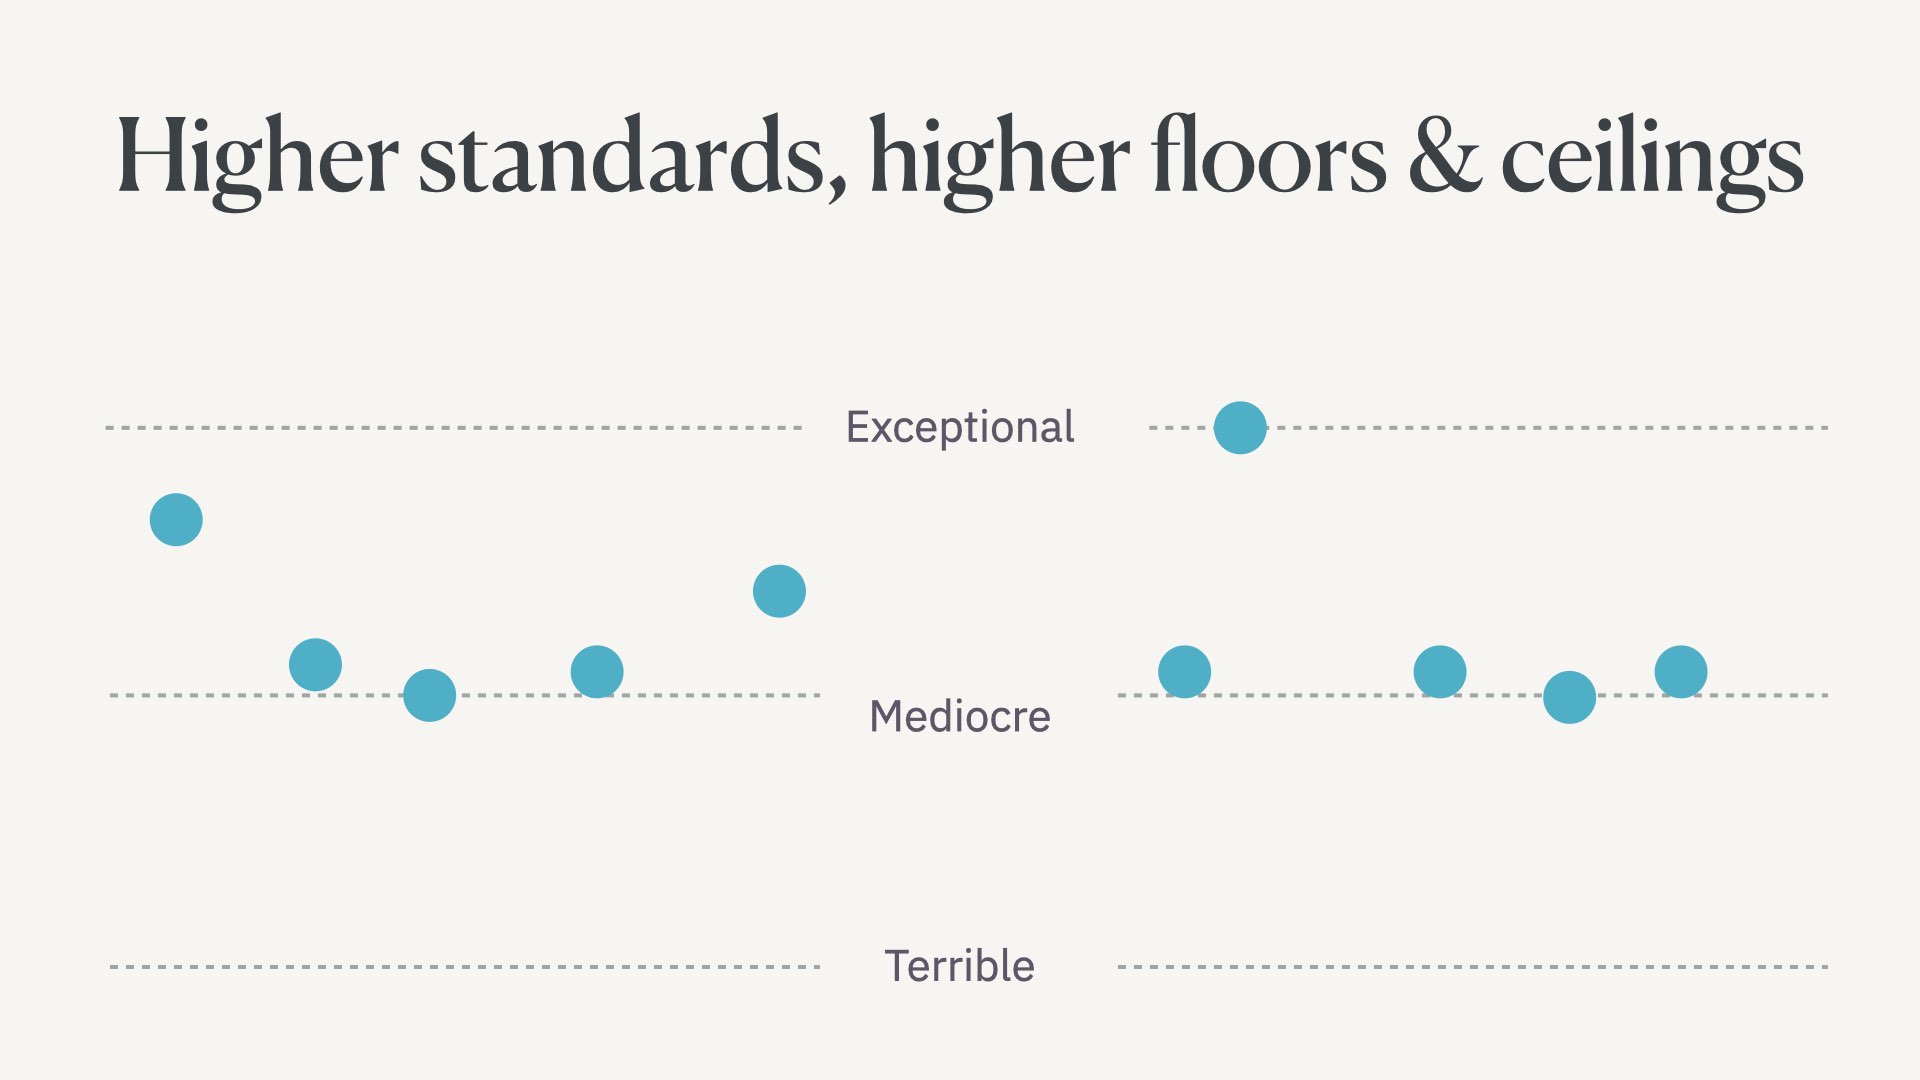 Higher standards, higher floors & ceilings
Exceptional
Mediocre
Terrible